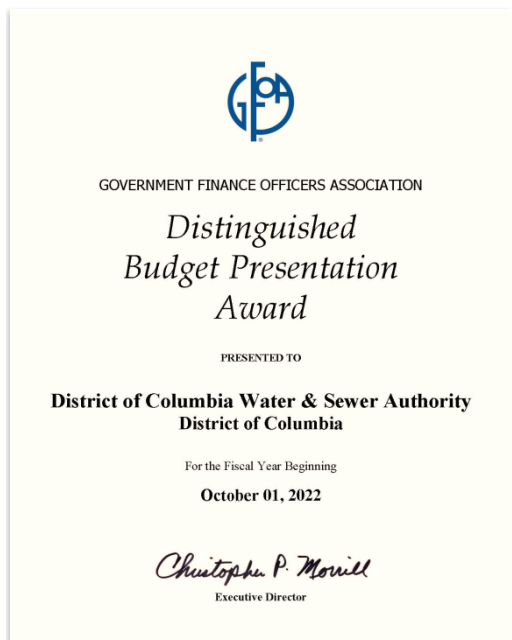 GFOA
GOVERNMENT FINANCE OFFICERS ASSOCIATION
Distinguished
Budget Presentation
Award
PRESENTED TO
District of Columbia Water & Sewer Authority
District of Columbia
For the Fiscal Year Beginning
October 01, 2022
Christopher P. Morrill
Executive Director